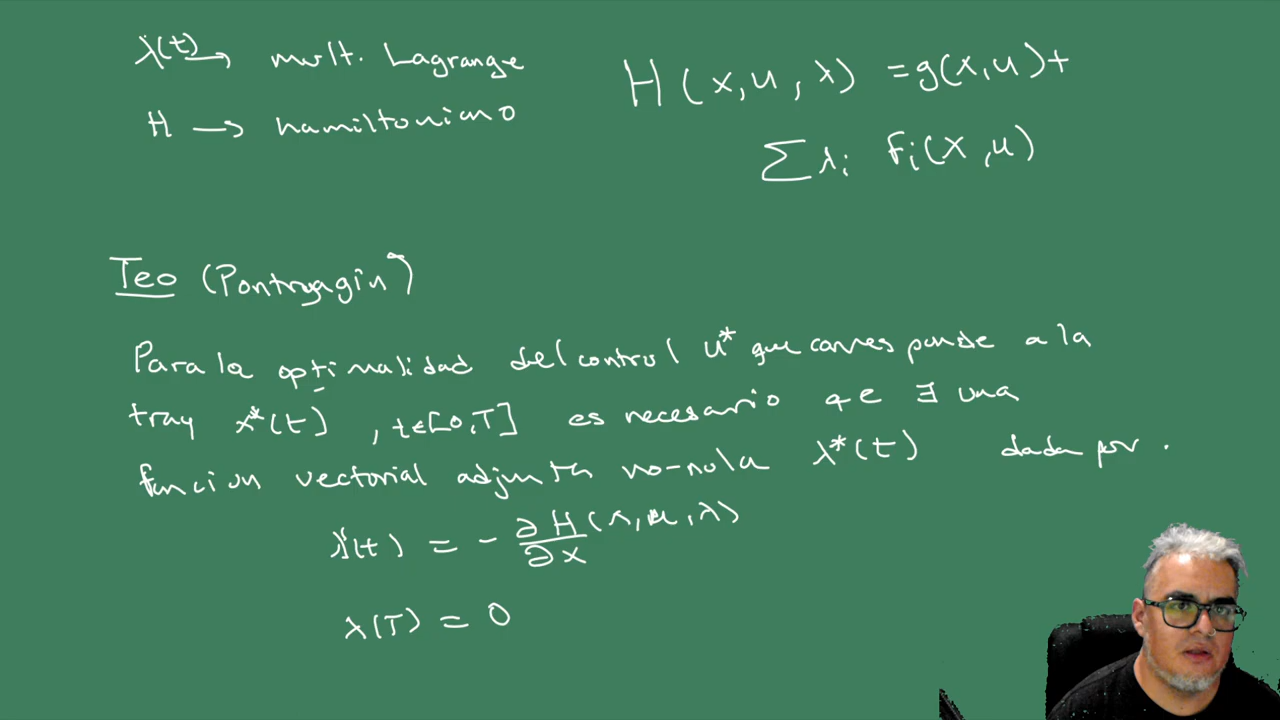 λ(t) → mult. Lagrange
H → hamiltoniano
H(x,u,λ) = g(x,u)+
∑λi Fi(x,u)
Teo (Pontryagin)
Para la optimalidad del control u* que corresponde a la
tray x*(t), t∈[0,T] es necesario que ∃ una
funcion vectorial adjunta no-nula λ*(t) dada por
λ̇(t) = - ∂H/∂x (x,u,λ)
λ(T) = 0